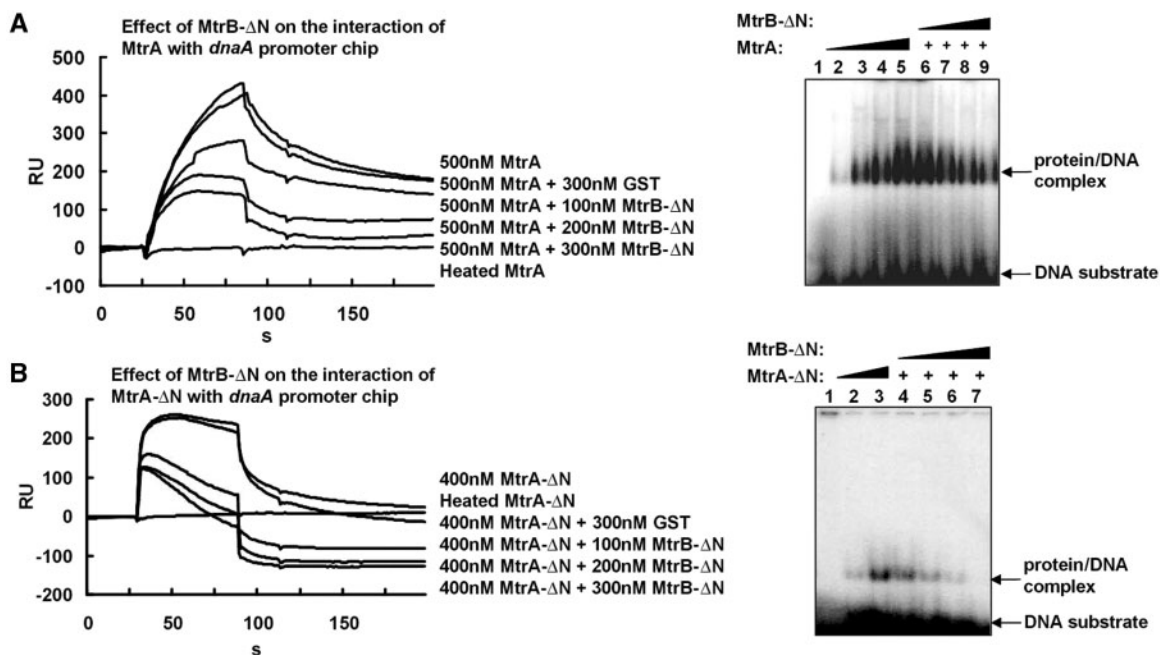 A
Effect of MtrB-ΔN on the interaction of
MtrA with dnaA promoter chip
500
400
300
200
100
0
-100
RU
0 50 100 150
s
500nM MtrA
500nM MtrA + 300nM GST
500nM MtrA + 100nM MtrB-ΔN
500nM MtrA + 200nM MtrB-ΔN
500nM MtrA + 300nM MtrB-ΔN
Heated MtrA
MtrB-ΔN:
MtrA: + + + +
1 2 3 4 5 6 7 8 9
protein/DNA
complex
DNA substrate
B
Effect of MtrB-ΔN on the interaction of
MtrA-ΔN with dnaA promoter chip
300
200
100
0
-100
-200
RU
0 50 100 150
s
400nM MtrA-ΔN
Heated MtrA-ΔN
400nM MtrA-ΔN + 300nM GST
400nM MtrA-ΔN + 100nM MtrB-ΔN
400nM MtrA-ΔN + 200nM MtrB-ΔN
400nM MtrA-ΔN + 300nM MtrB-ΔN
MtrB-ΔN:
MtrA-ΔN: + + + +
1 2 3 4 5 6 7
protein/DNA
complex
DNA substrate